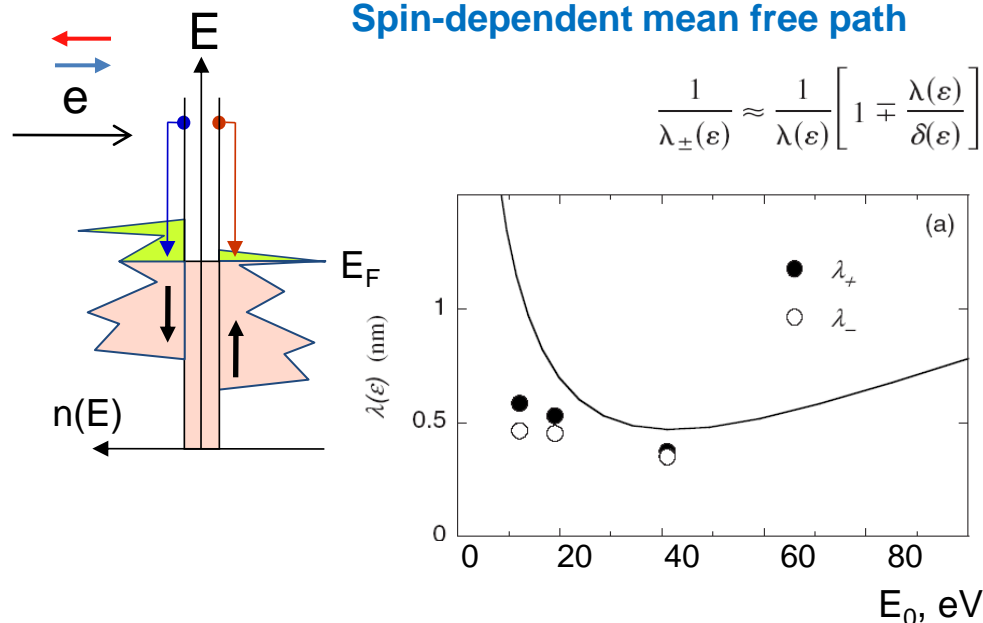 Spin-dependent mean free path
E
e
1/λ±(ε) ≈ 1/λ(ε) [1 ∓ λ(ε)/δ(ε)]
E_F
n(E)
(a)
λ₊
λ₋
λ(ε) (nm)
1
0.5
0
0 20 40 60 80
E₀, eV